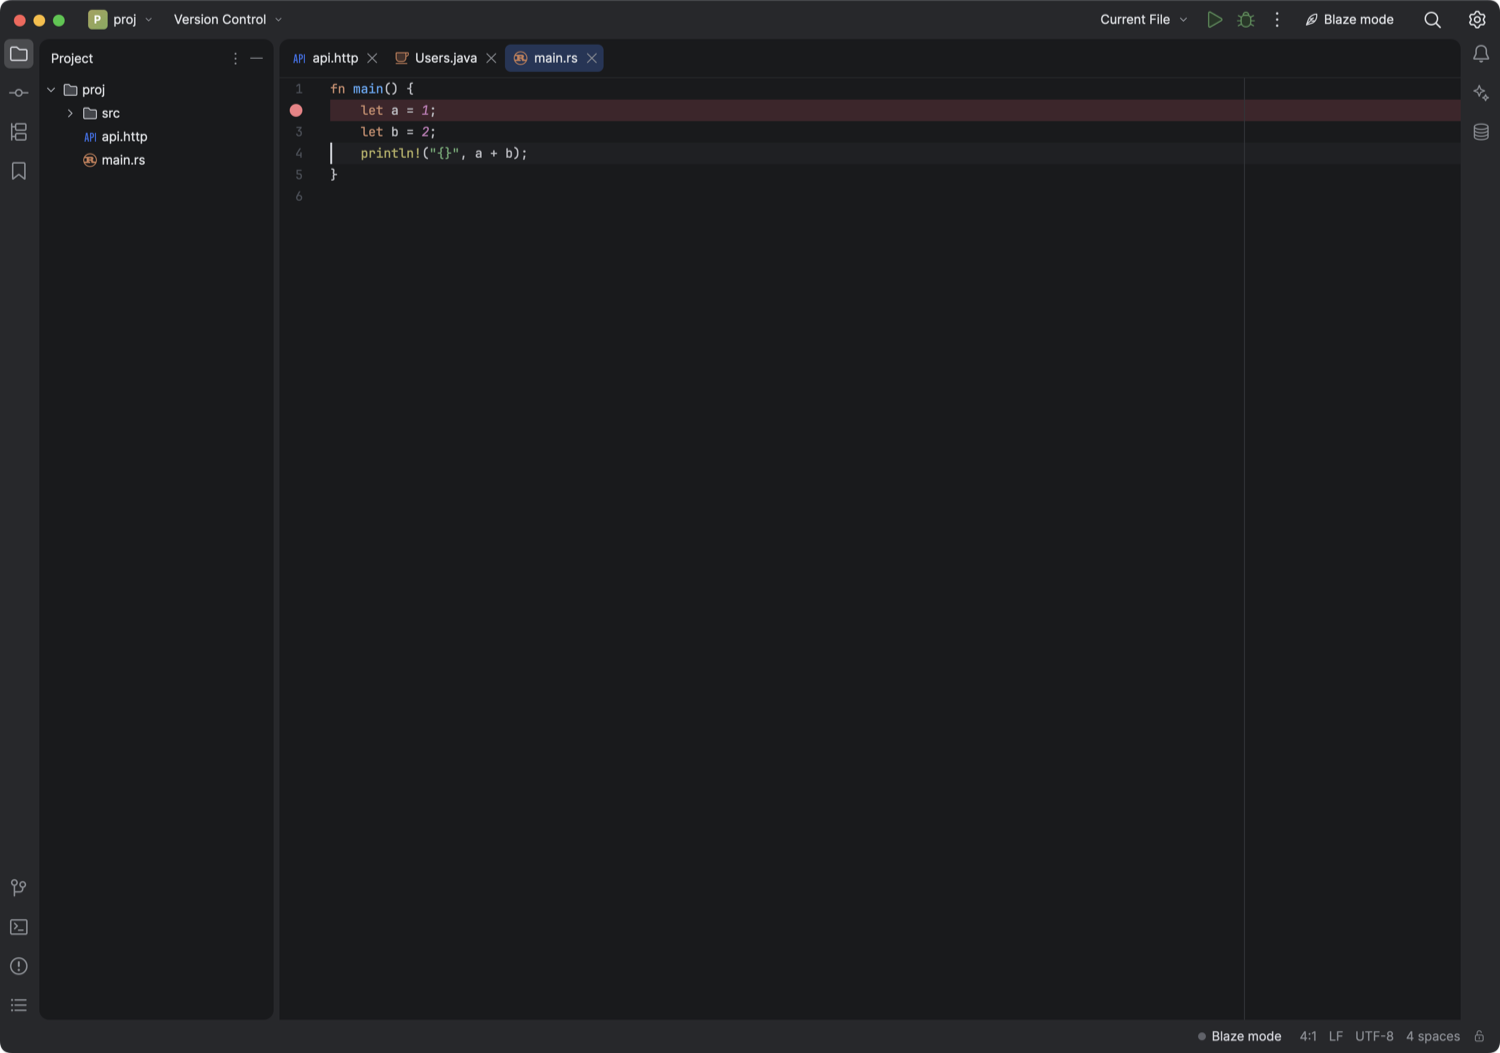 P proj Version Control Current File Blaze mode
Project
API api.http Users.java main.rs
proj
src
API api.http
main.rs
1 fn main() {
let a = 1;
3 let b = 2;
4 println!("{}", a + b);
5 }
6
Blaze mode 4:1 LF UTF-8 4 spaces